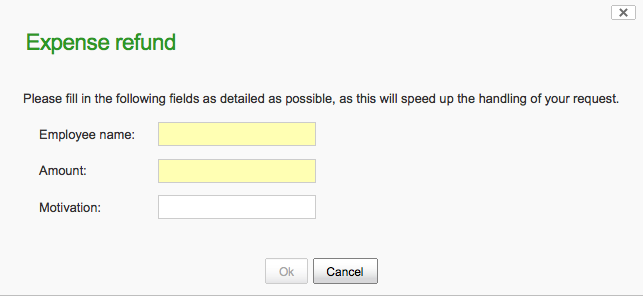 Expense refund
Please fill in the following fields as detailed as possible, as this will speed up the handling of your request.
Employee name:
Amount:
Motivation:
Ok Cancel